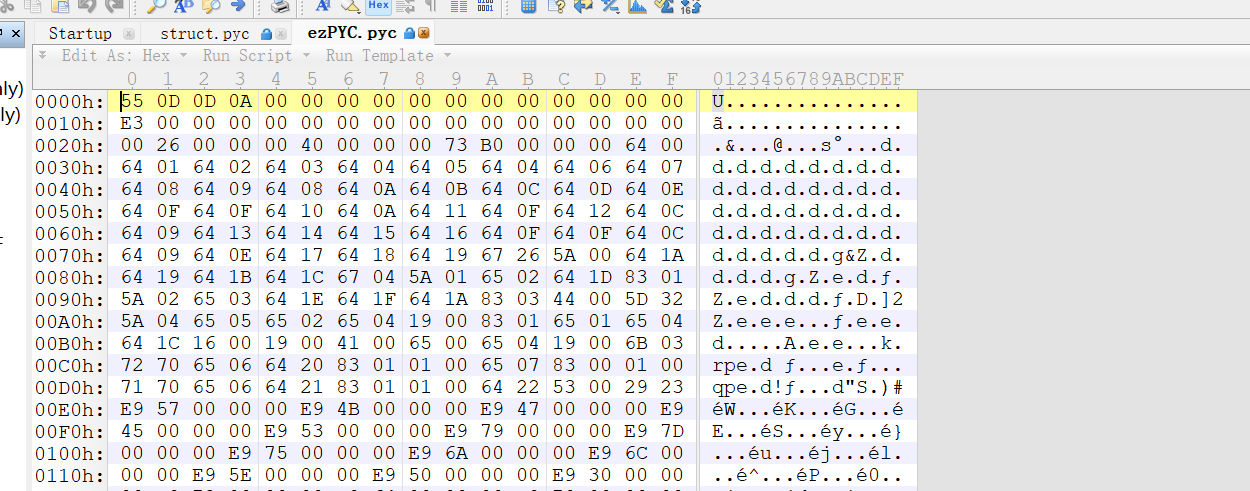 Hex ¶
x
Startup struct.pyc ezPYC.pyc
nly)
ly)
Edit As: Hex Run Script Run Template
0 1 2 3 4 5 6 7 8 9 A B C D E F 0123456789ABCDEF
0000h: 55 0D 0D 0A 00 00 00 00 00 00 00 00 00 00 00 00 U...............
0010h: E3 00 00 00 00 00 00 00 00 00 00 00 00 00 00 00 ã...............
0020h: 00 26 00 00 00 40 00 00 00 73 B0 00 00 00 64 00 .&...@...s°...d.
0030h: 64 01 64 02 64 03 64 04 64 05 64 04 64 06 64 07 d.d.d.d.d.d.d.d.
0040h: 64 08 64 09 64 08 64 0A 64 0B 64 0C 64 0D 64 0E d.d.d.d.d.d.d.d.
0050h: 64 0F 64 0F 64 10 64 0A 64 11 64 0F 64 12 64 0C d.d.d.d.d.d.d.d.
0060h: 64 09 64 13 64 14 64 15 64 16 64 0F 64 0F 64 0C d.d.d.d.d.d.d.d.
0070h: 64 09 64 0E 64 17 64 18 64 19 67 26 5A 00 64 1A d.d.d.d.d.g&Z.d.
0080h: 64 19 64 1B 64 1C 67 04 5A 01 65 02 64 1D 83 01 d.d.d.g.Z.e.d.ƒ.
0090h: 5A 02 65 03 64 1E 64 1F 64 1A 83 03 44 00 5D 32 Z.e.d.d.d.ƒ.D.]2
00A0h: 5A 04 65 05 65 02 65 04 19 00 83 01 65 01 65 04 Z.e.e.e...ƒ.e.e.
00B0h: 64 1C 16 00 19 00 41 00 65 00 65 04 19 00 6B 03 d.....A.e.e...k.
00C0h: 72 70 65 06 64 20 83 01 01 00 65 07 83 00 01 00 rpe.d ƒ...e.ƒ...
00D0h: 71 70 65 06 64 21 83 01 01 00 64 22 53 00 29 23 qpe.d!ƒ...d"S.)#
00E0h: E9 57 00 00 00 E9 4B 00 00 00 E9 47 00 00 00 E9 éW...éK...éG...é
00F0h: 45 00 00 00 E9 53 00 00 00 E9 79 00 00 00 E9 7D E...éS...éy...é}
0100h: 00 00 00 E9 75 00 00 00 E9 6A 00 00 00 E9 6C 00 ...éu...éj...él.
0110h: 00 00 E9 5E 00 00 00 E9 50 00 00 00 E9 30 00 00 ..é^...éP...é0..